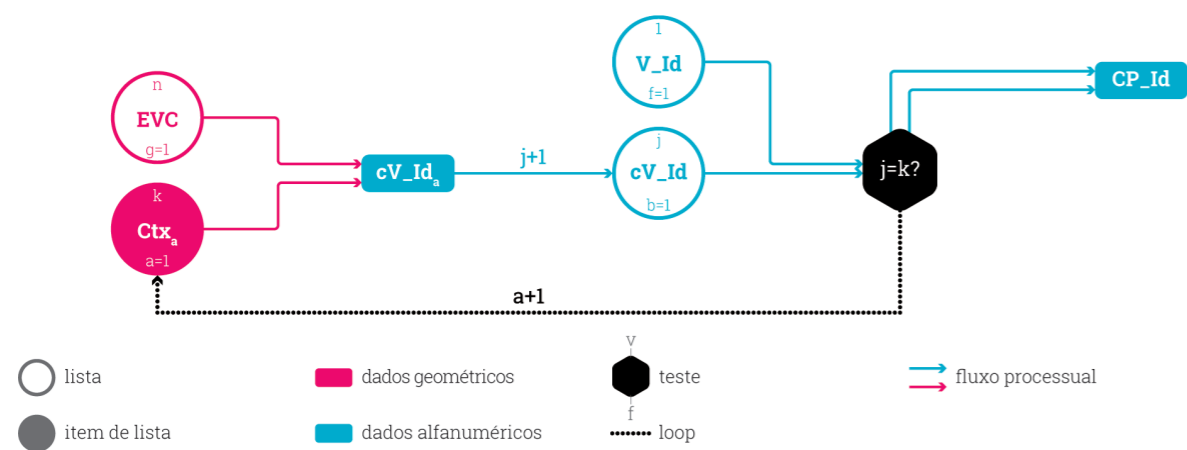 n
EVC
g=1
k
Ctxₐ
a=1
cV_Idₐ
j+1
l
V_Id
f=1
j
cV_Id
b=1
j=k?
CP_Id
a+1
lista
item de lista
dados geométricos
dados alfanuméricos
v
teste
f
loop
fluxo processual